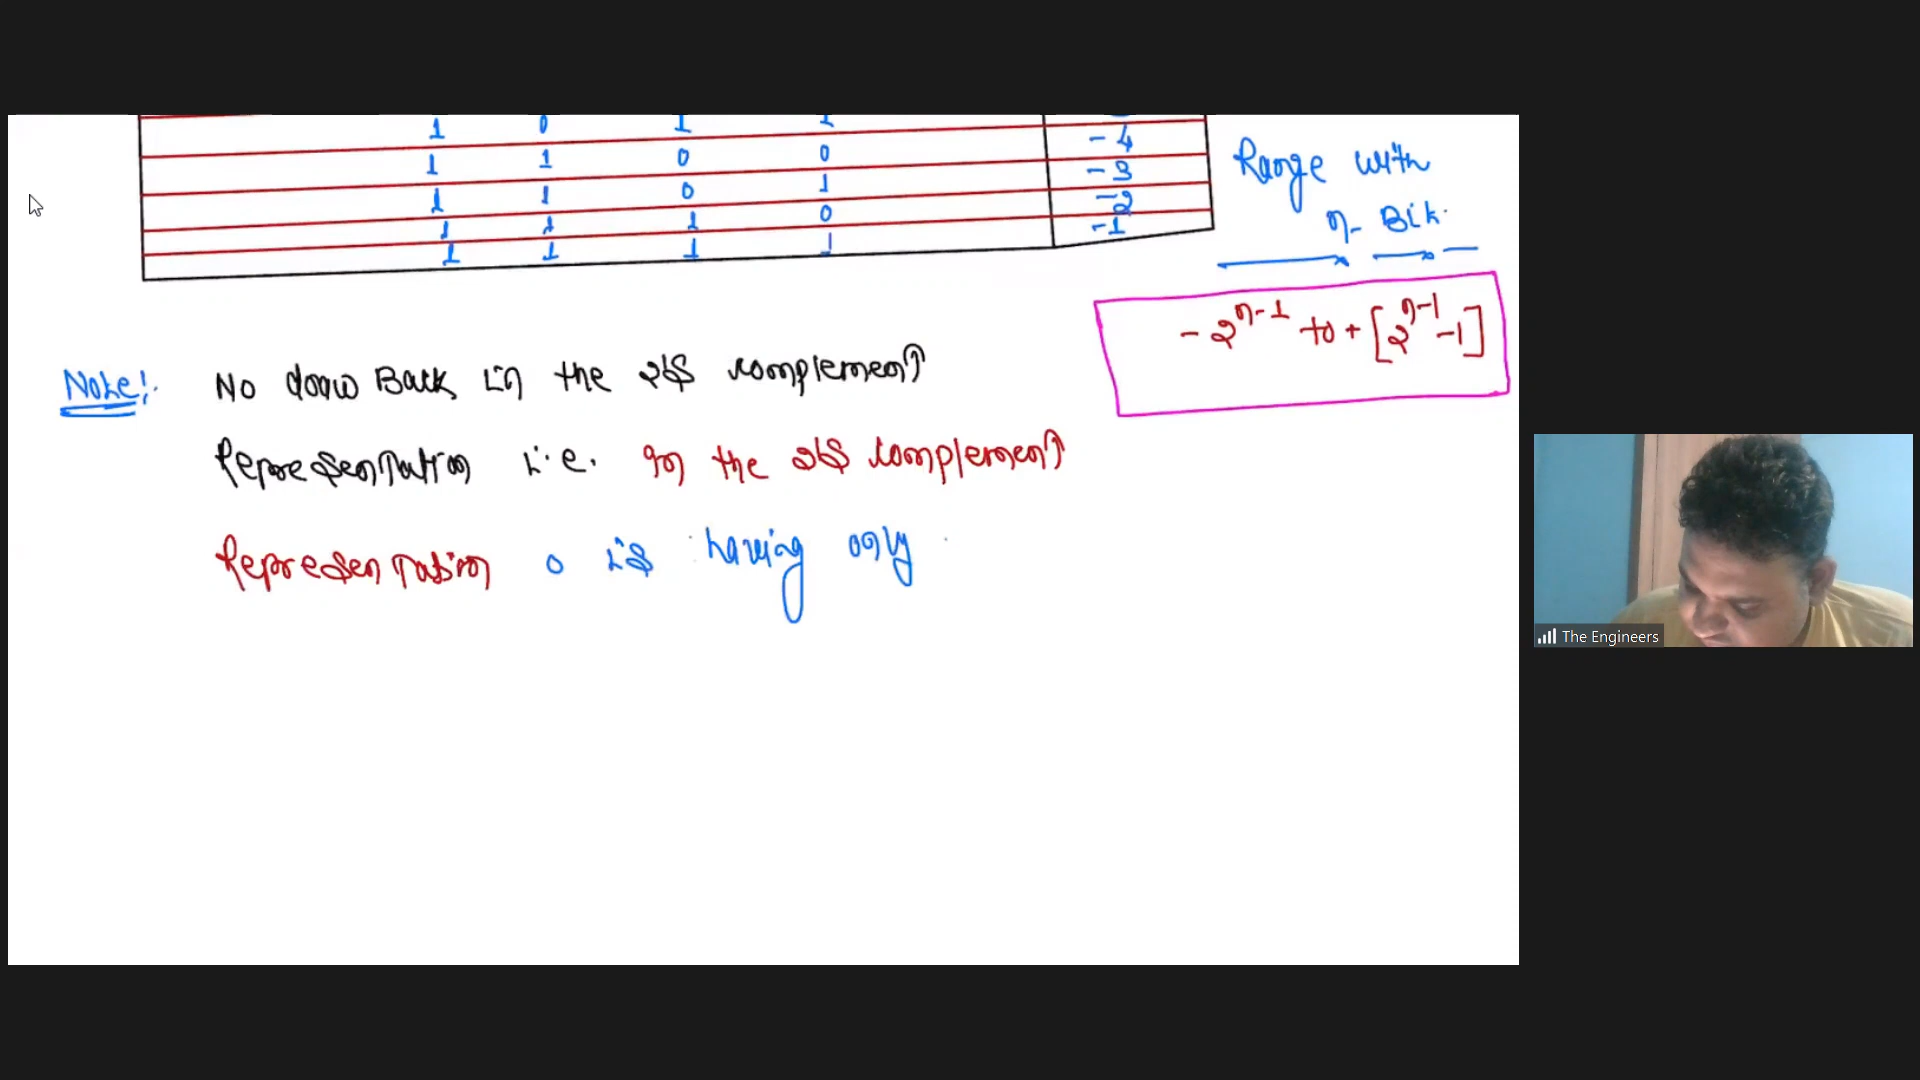 1 0 1 1
1 1 0 0 -4
1 1 0 1 -3
1 1 1 0 -2
1 1 1 1 -1
Range with
n- Bit.
-2^{n-1} to + [2^{n-1} -1]
Note:- No draw Back in the 2's complement
Representation i.e. In the 2's complement
Representation 0 is having only
The Engineers